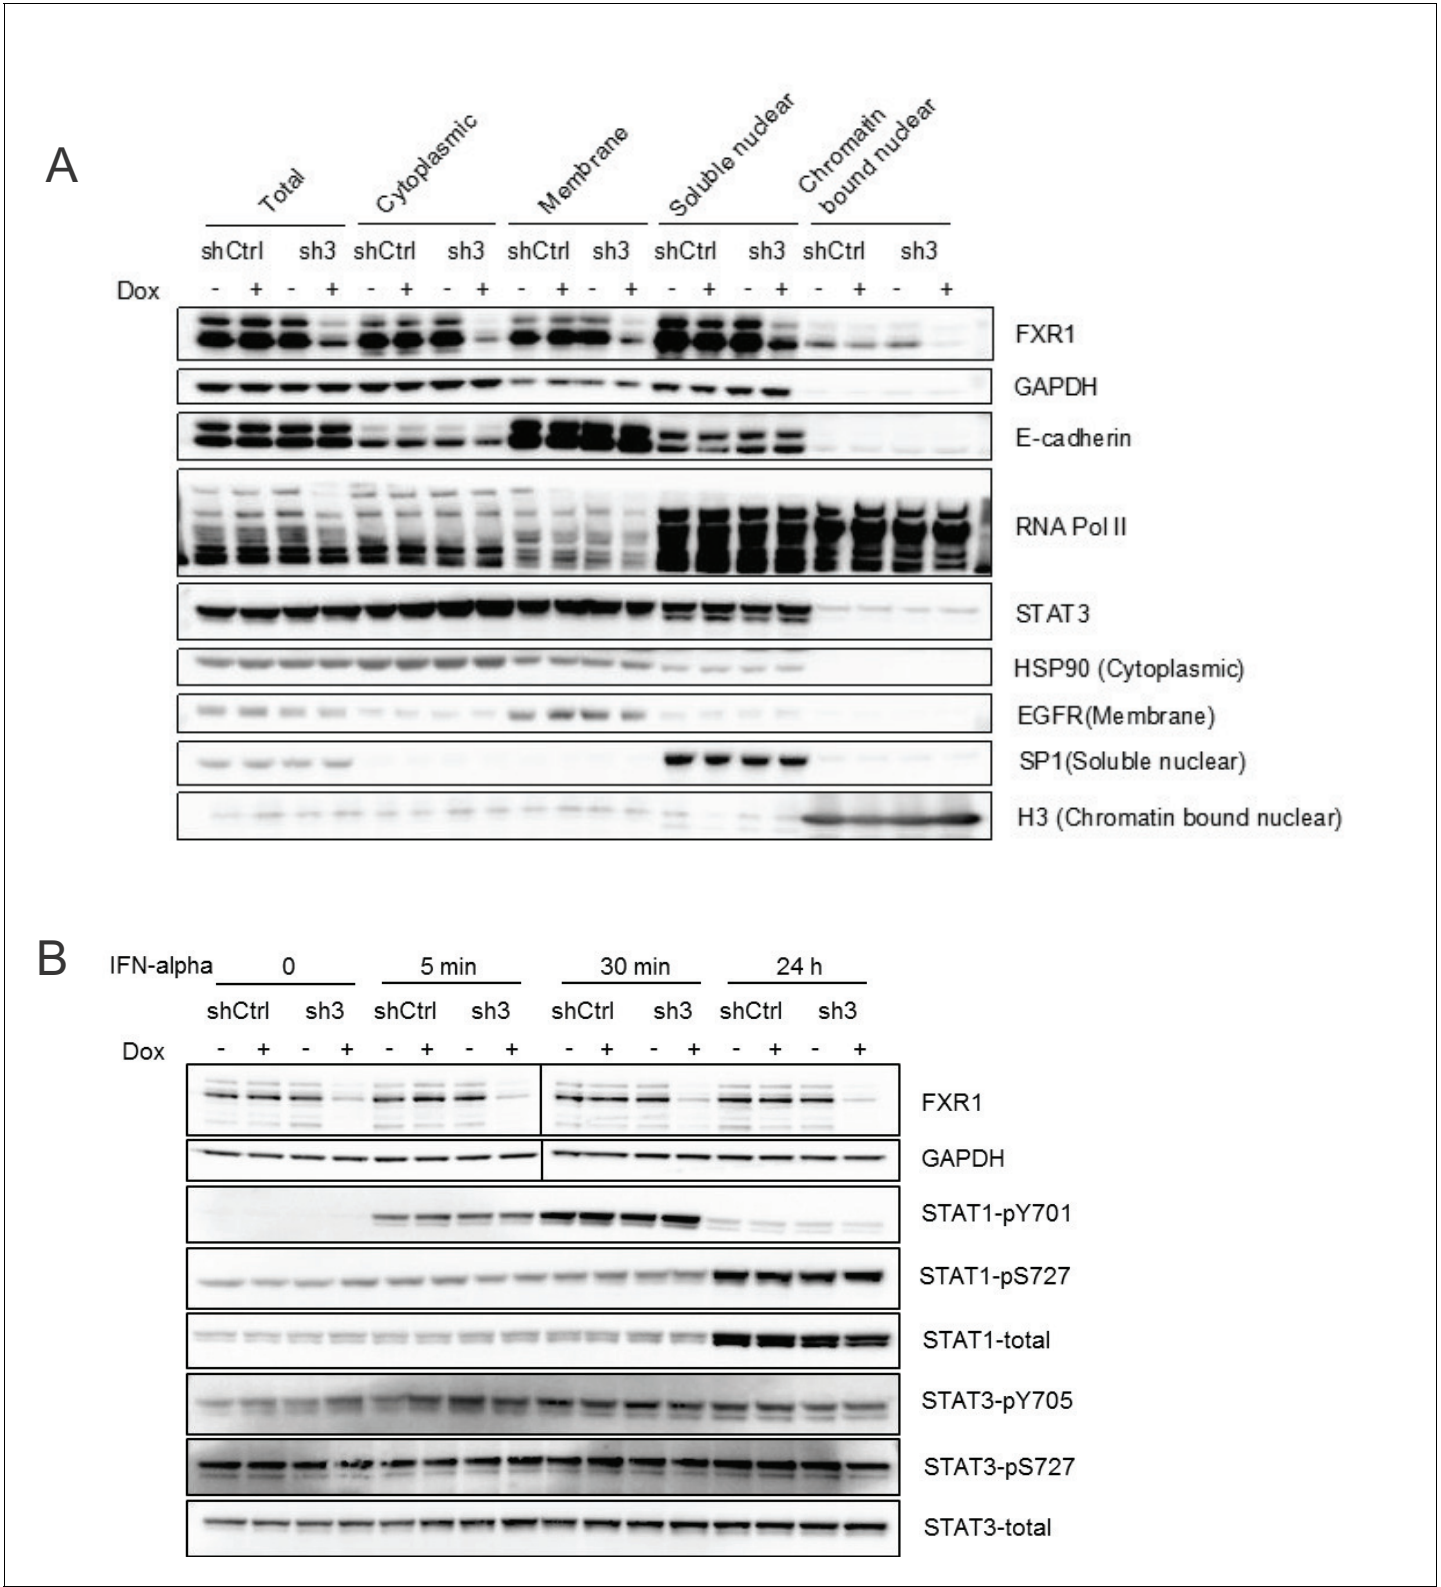 A
Total
Cytoplasmic
Membrane
Soluble nuclear
Chromatin
bound nuclear
shCtrl sh3 shCtrl sh3 shCtrl sh3 shCtrl sh3 shCtrl sh3
Dox - + - + - + - + - + - + - + - + - + - +
FXR1
GAPDH
E-cadherin
RNA Pol II
STAT3
HSP90 (Cytoplasmic)
EGFR(Membrane)
SP1(Soluble nuclear)
H3 (Chromatin bound nuclear)
B
IFN-alpha 0 5 min 30 min 24 h
shCtrl sh3 shCtrl sh3 shCtrl sh3 shCtrl sh3
Dox - + - + - + - + - + - + - + - +
FXR1
GAPDH
STAT1-pY701
STAT1-pS727
STAT1-total
STAT3-pY705
STAT3-pS727
STAT3-total